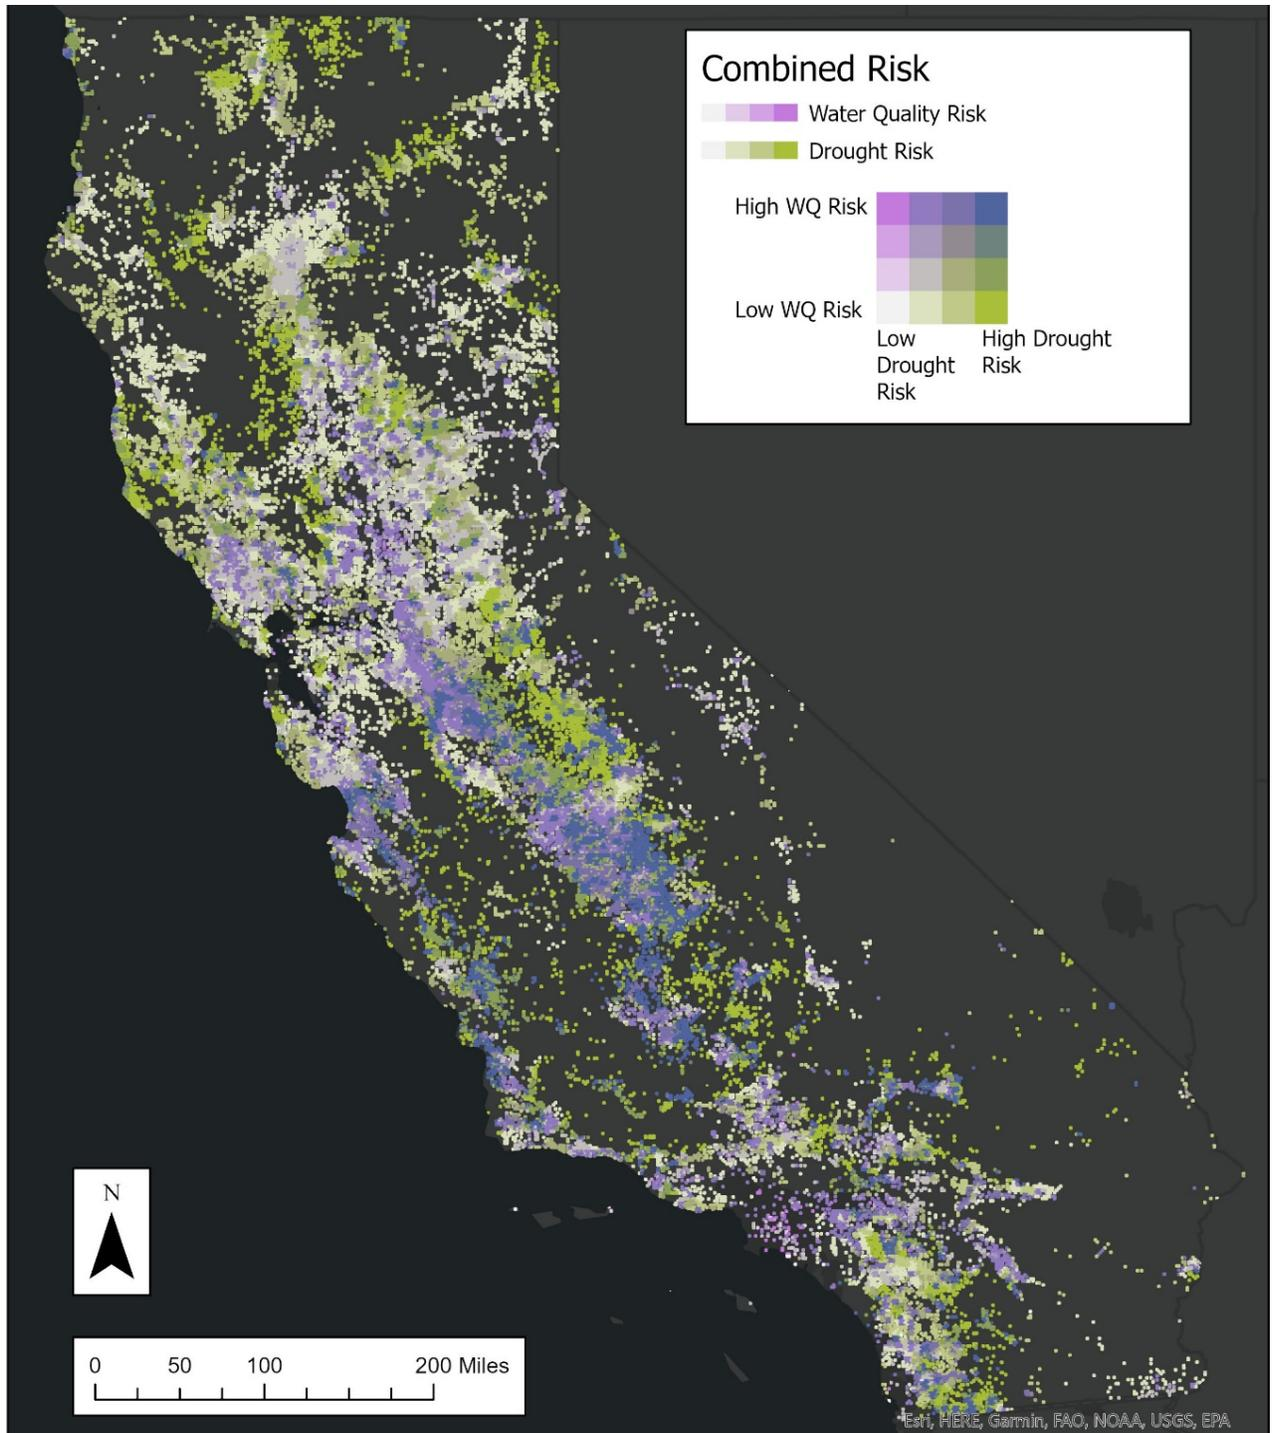 Combined Risk
Water Quality Risk
Drought Risk
High WQ Risk
Low WQ Risk
Low
Drought
Risk
High Drought
Risk
N
0 50 100 200 Miles
Esri, HERE, Garmin, FAO, NOAA, USGS, EPA